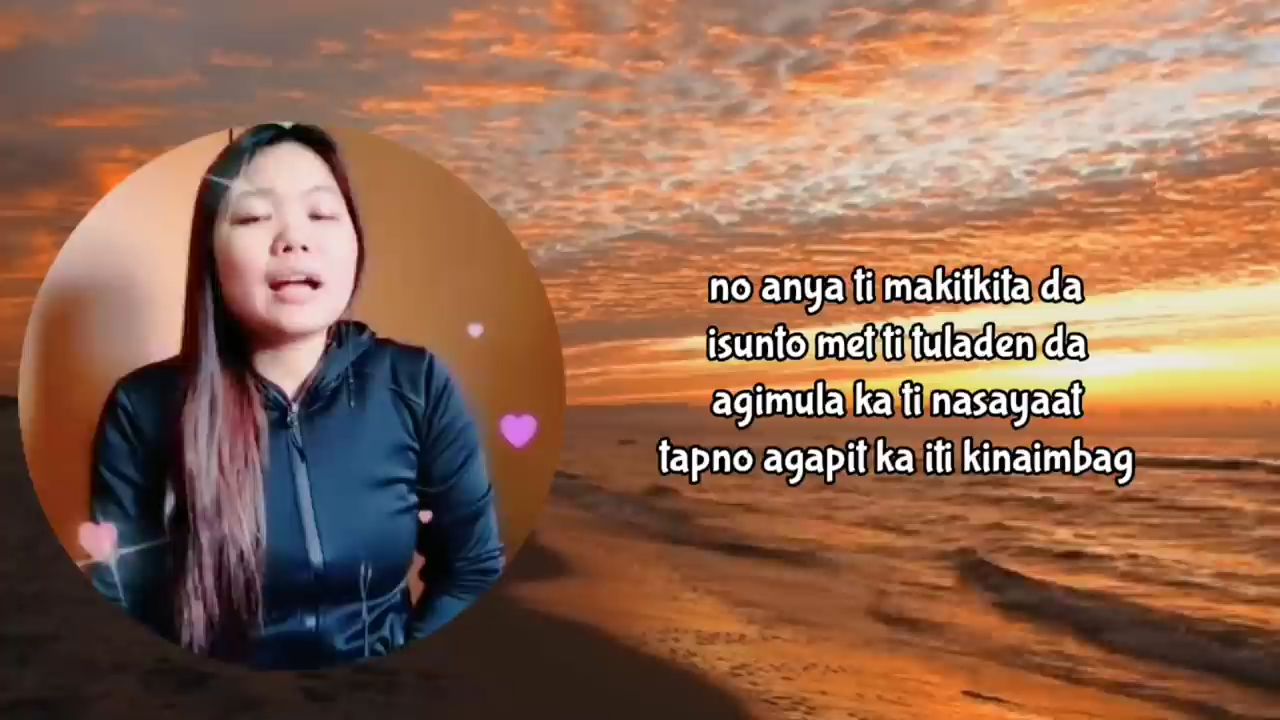 no anya ti makitkita da
isunto met ti tuladen da
agimula ka ti nasayaat
tapno agapit ka iti kinaimbag